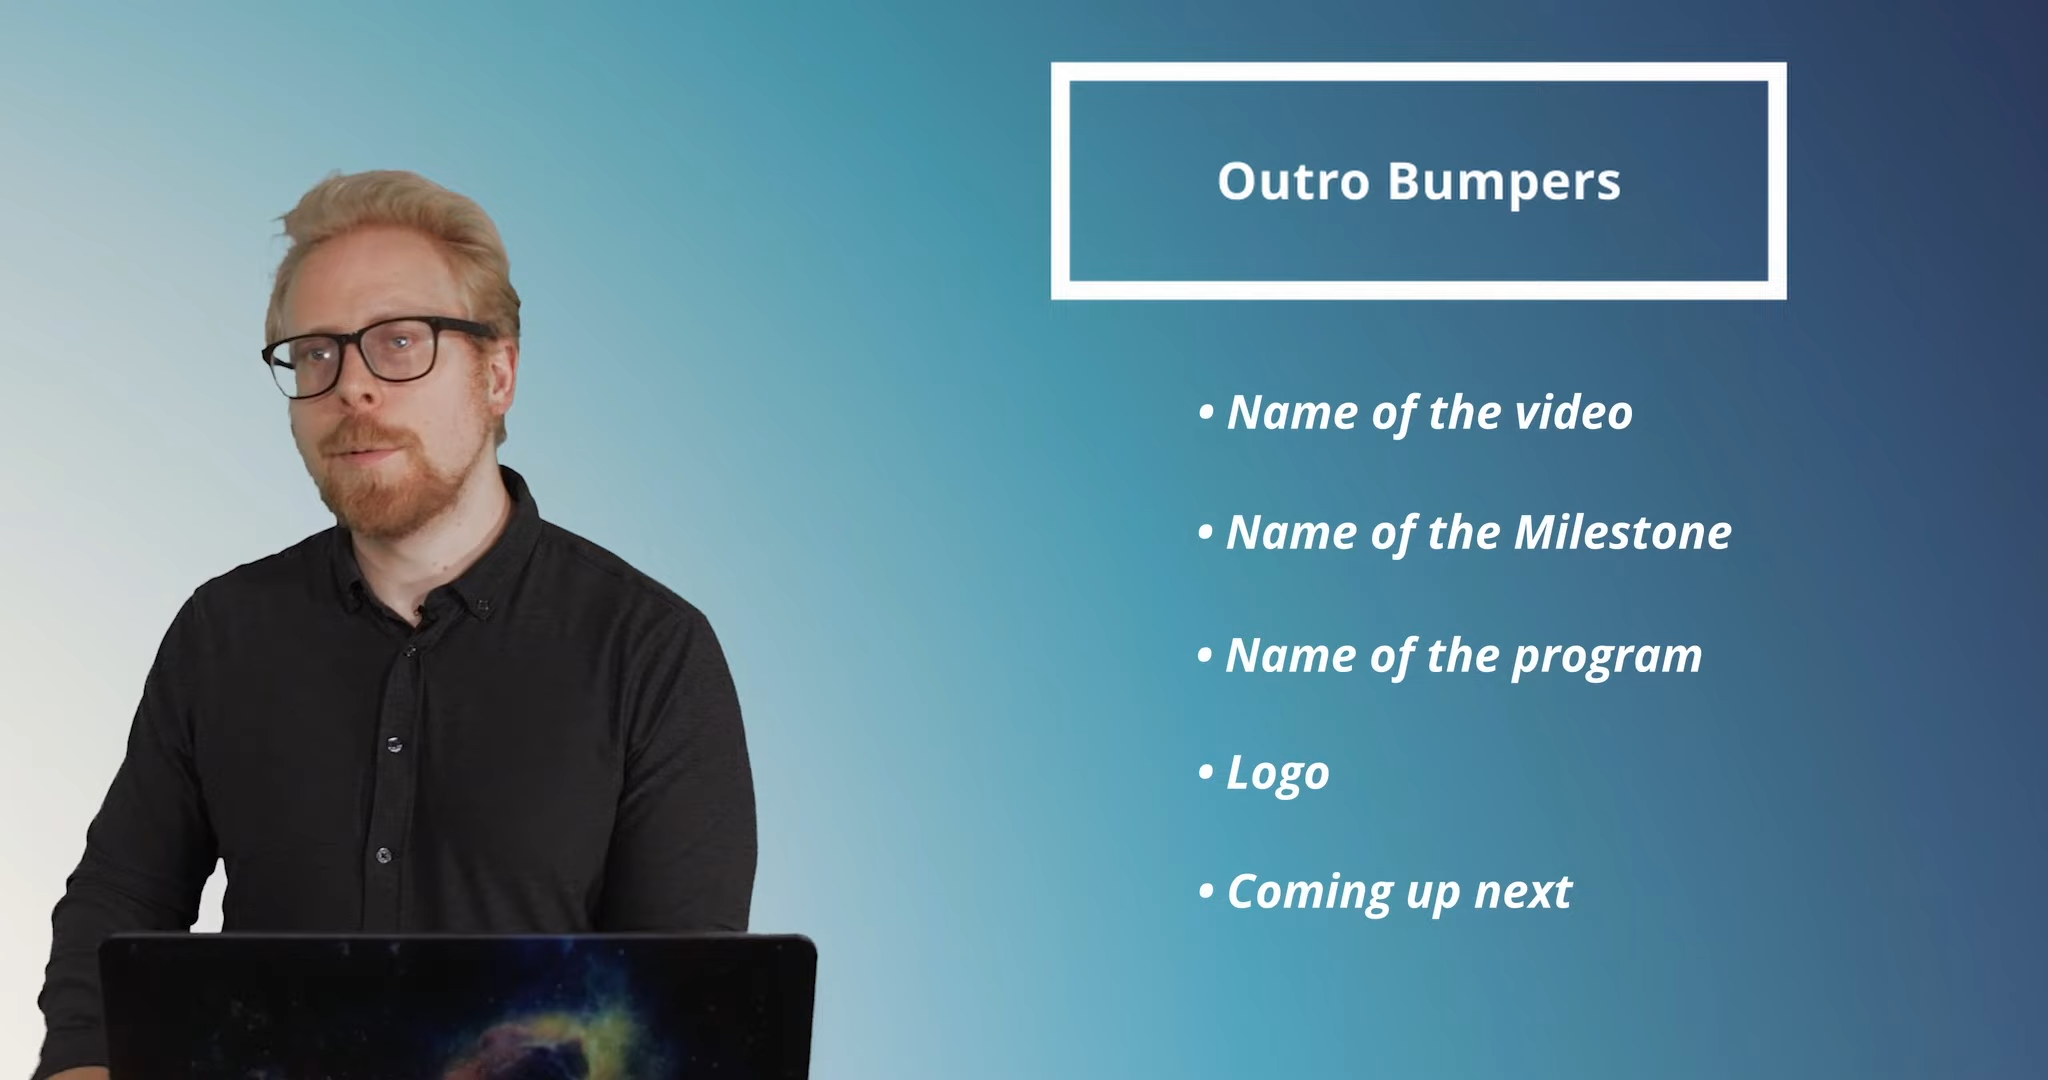 Outro Bumpers
• Name of the video
• Name of the Milestone
• Name of the program
• Logo
• Coming up next